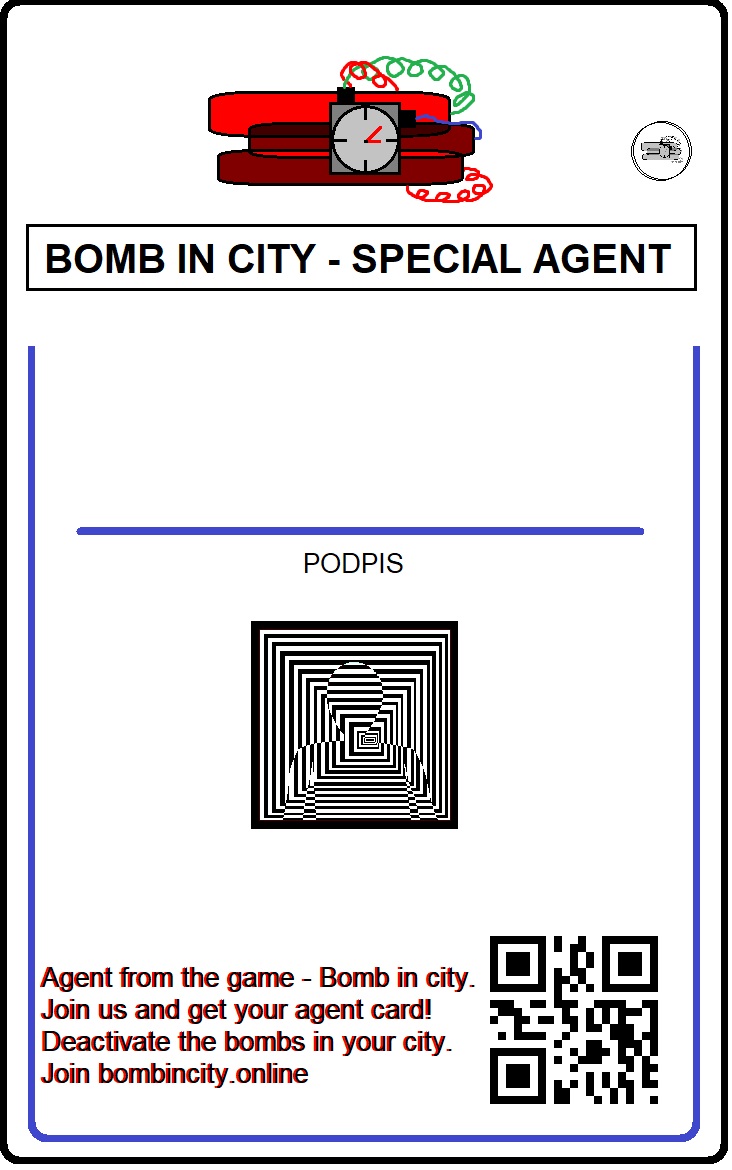 BOMB IN CITY - SPECIAL AGENT
PODPIS
Agent from the game - Bomb in city.
Join us and get your agent card!
Deactivate the bombs in your city.
Join bombincity.online